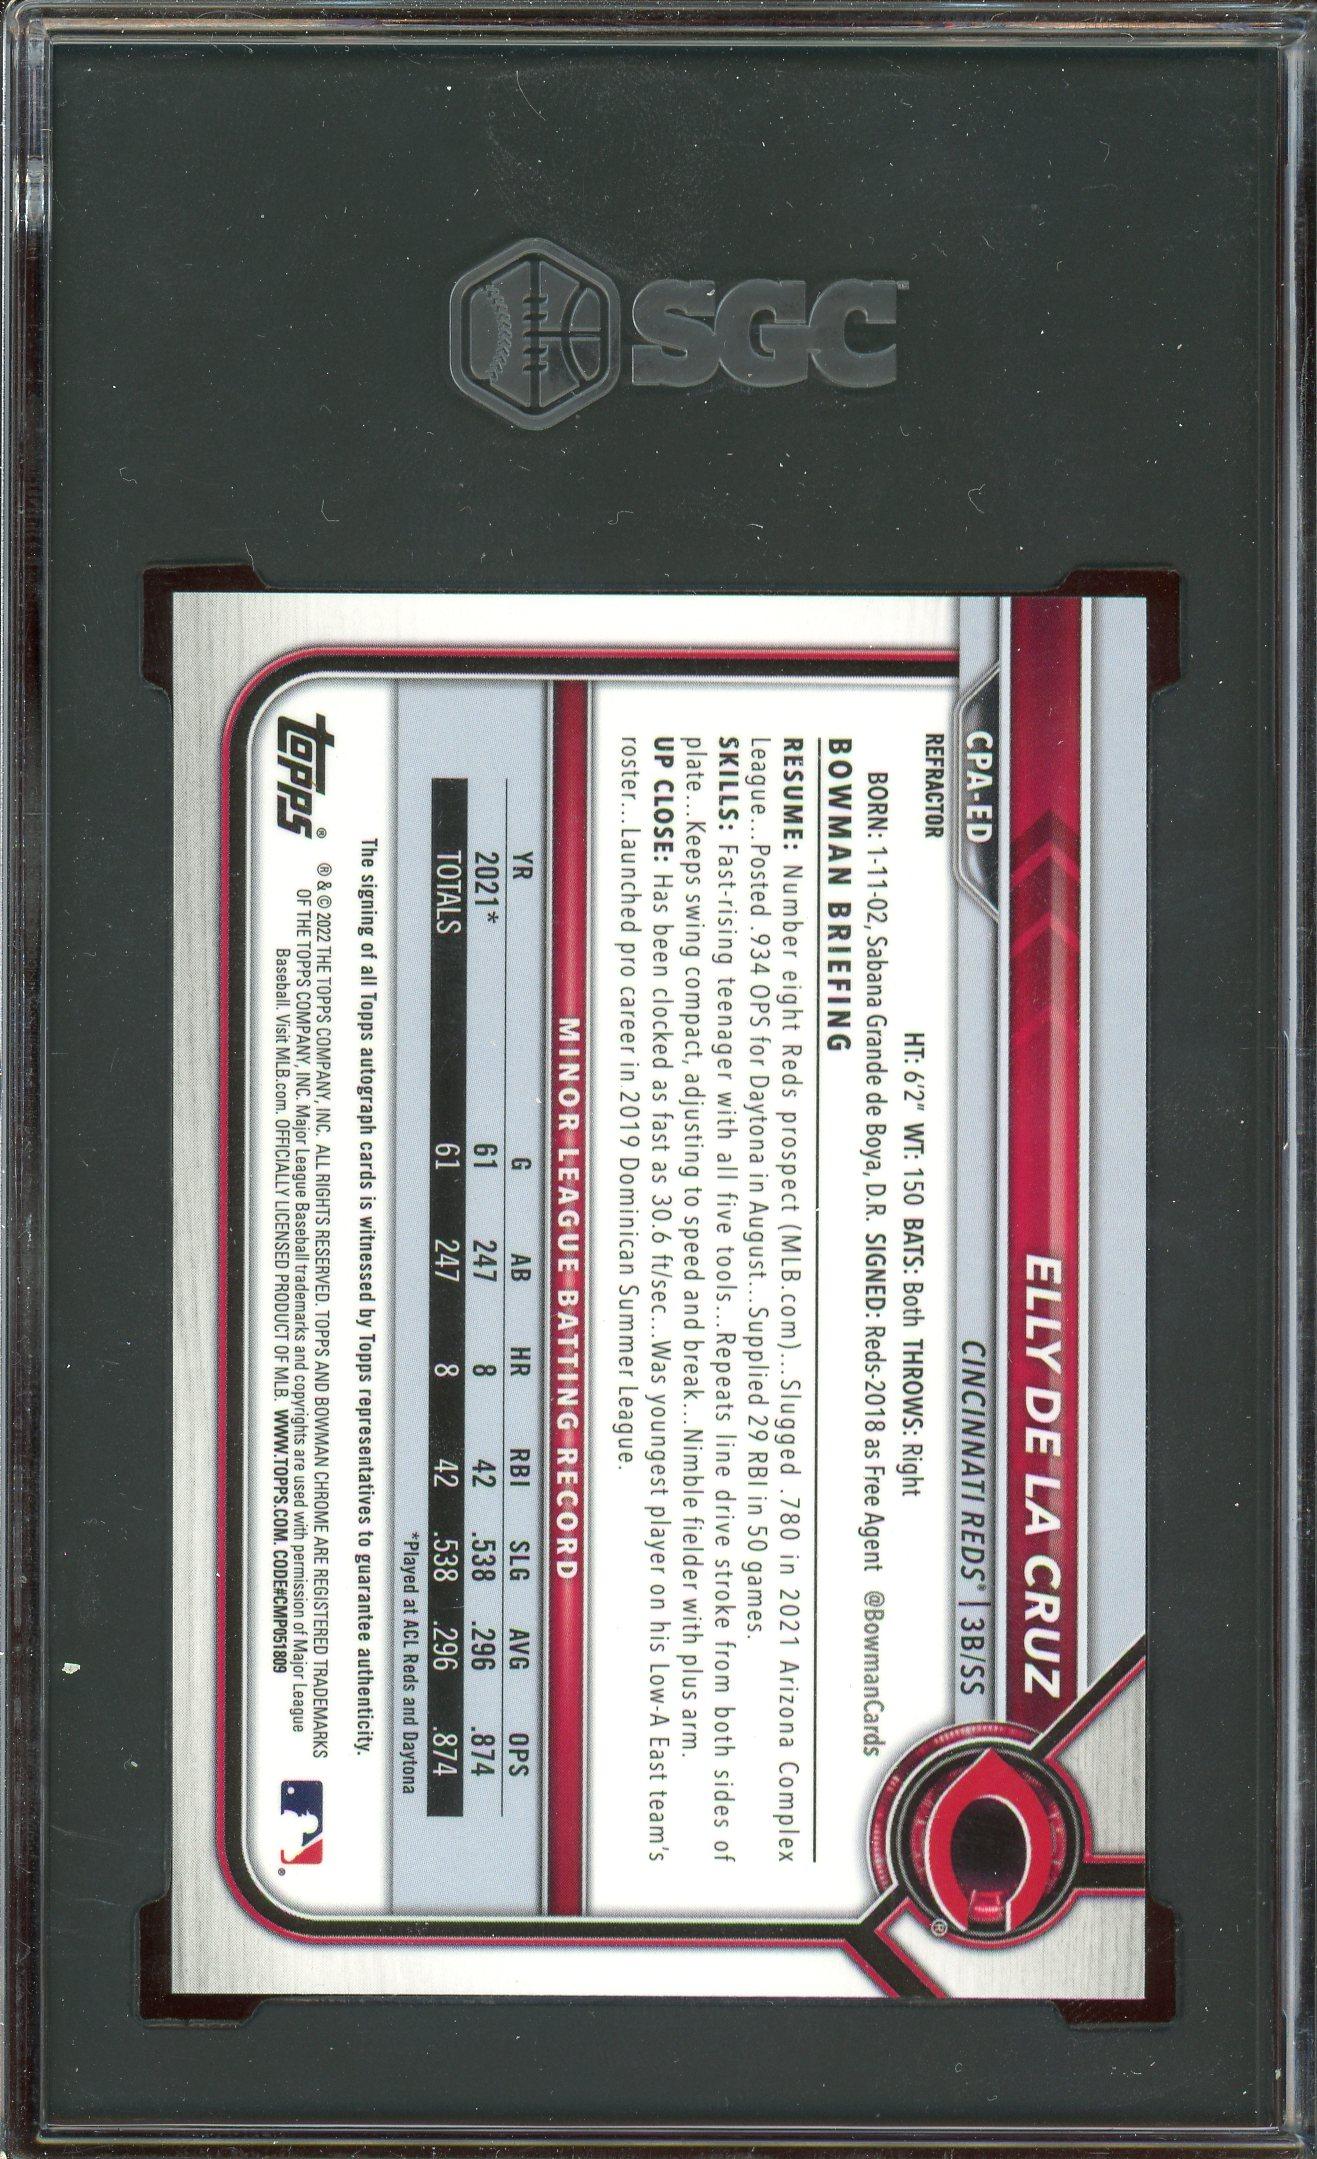 SGC
CPA-ED
ELLY DE LA CRUZ
CINCINNATI REDS® | 3B/SS
REFRACTOR
HT: 6'2" WT: 150 BATS: Both THROWS: Right
BORN: 1-11-02, Sabana Grande de Boya, D.R. SIGNED: Reds-2018 as Free Agent @BowmanCards
BOWMAN BRIEFING
RESUME: Number eight Reds prospect (MLB.com)...Slugged .780 in 2021 Arizona Complex
League...Posted .934 OPS for Daytona in August...Supplied 29 RBI in 50 games.
SKILLS: Fast-rising teenager with all five tools...Repeats line drive stroke from both sides of
plate...Keeps swing compact, adjusting to speed and break...Nimble fielder with plus arm.
UP CLOSE: Has been clocked as fast as 30.6 ft/sec...Was youngest player on his Low-A East team's
roster...Launched pro career in 2019 Dominican Summer League.
MINOR LEAGUE BATTING RECORD
YR G AB HR RBI SLG AVG OPS
2021* 61 247 8 42 .538 .296 .874
TOTALS 61 247 8 42 .538 .296 .874
*Played at ACL Reds and Daytona
The signing of all Topps autograph cards is witnessed by Topps representatives to guarantee authenticity.
topps®
® & © 2022 THE TOPPS COMPANY, INC. ALL RIGHTS RESERVED. TOPPS AND BOWMAN CHROME ARE REGISTERED TRADEMARKS
OF THE TOPPS COMPANY, INC. Major League Baseball trademarks and copyrights are used with permission of Major League
Baseball. Visit MLB.com. OFFICIALLY LICENSED PRODUCT OF MLB. WWW.TOPPS.COM. CODE#CMP051809